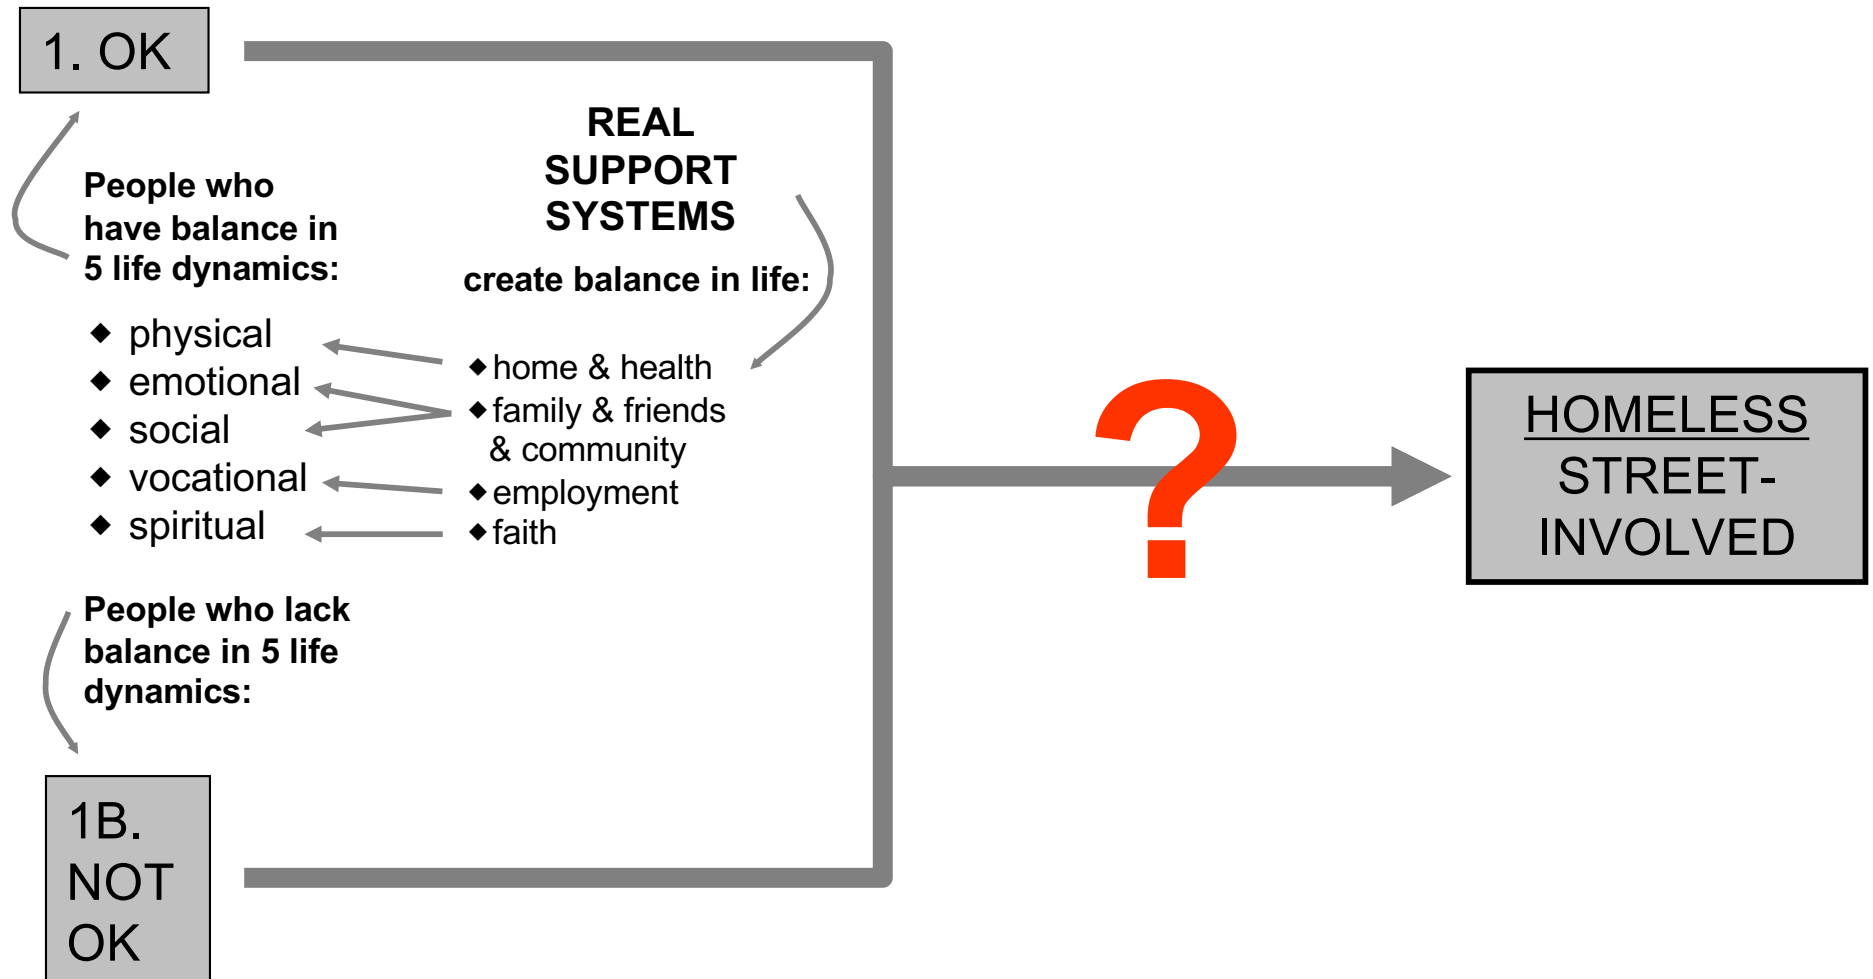 1. OK
People who
have balance in
5 life dynamics:
◆ physical
◆ emotional
◆ social
◆ vocational
◆ spiritual
REAL
SUPPORT
SYSTEMS
create balance in life:
◆ home & health
◆ family & friends
& community
◆ employment
◆ faith
People who lack
balance in 5 life
dynamics:
1B.
NOT
OK
?
HOMELESS
STREET-
INVOLVED